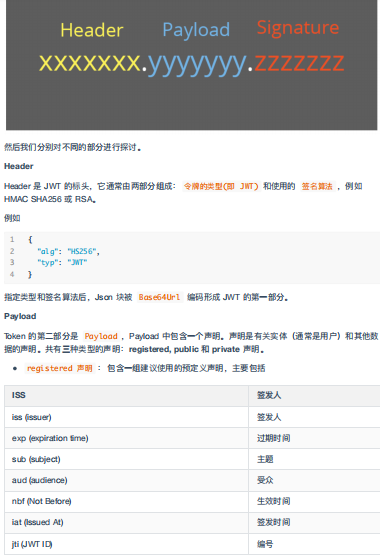 Header Payload Signature
xxxxxxx.yyyyyyy.zzzzzzz
然后我们分别对不同的部分进行探讨。
Header
Header 是 JWT 的标头，它通常由两部分组成： 令牌的类型(即 JWT) 和使用的 签名算法 ，例如
HMAC SHA256 或 RSA。
例如
1 {
2 "alg": "HS256",
3 "typ": "JWT"
4 }
指定类型和签名算法后，Json 块被 Base64Url 编码形成 JWT 的第一部分。
Payload
Token 的第二部分是 Payload ，Payload 中包含一个声明。声明是有关实体（通常是用户）和其他数
据的声明。共有三种类型的声明：registered, public 和 private 声明。
• registered 声明 ： 包含一组建议使用的预定义声明，主要包括
ISS 签发人
iss (issuer) 签发人
exp (expiration time) 过期时间
sub (subject) 主题
aud (audience) 受众
nbf (Not Before) 生效时间
iat (Issued At) 签发时间
jti (JWT ID) 编号